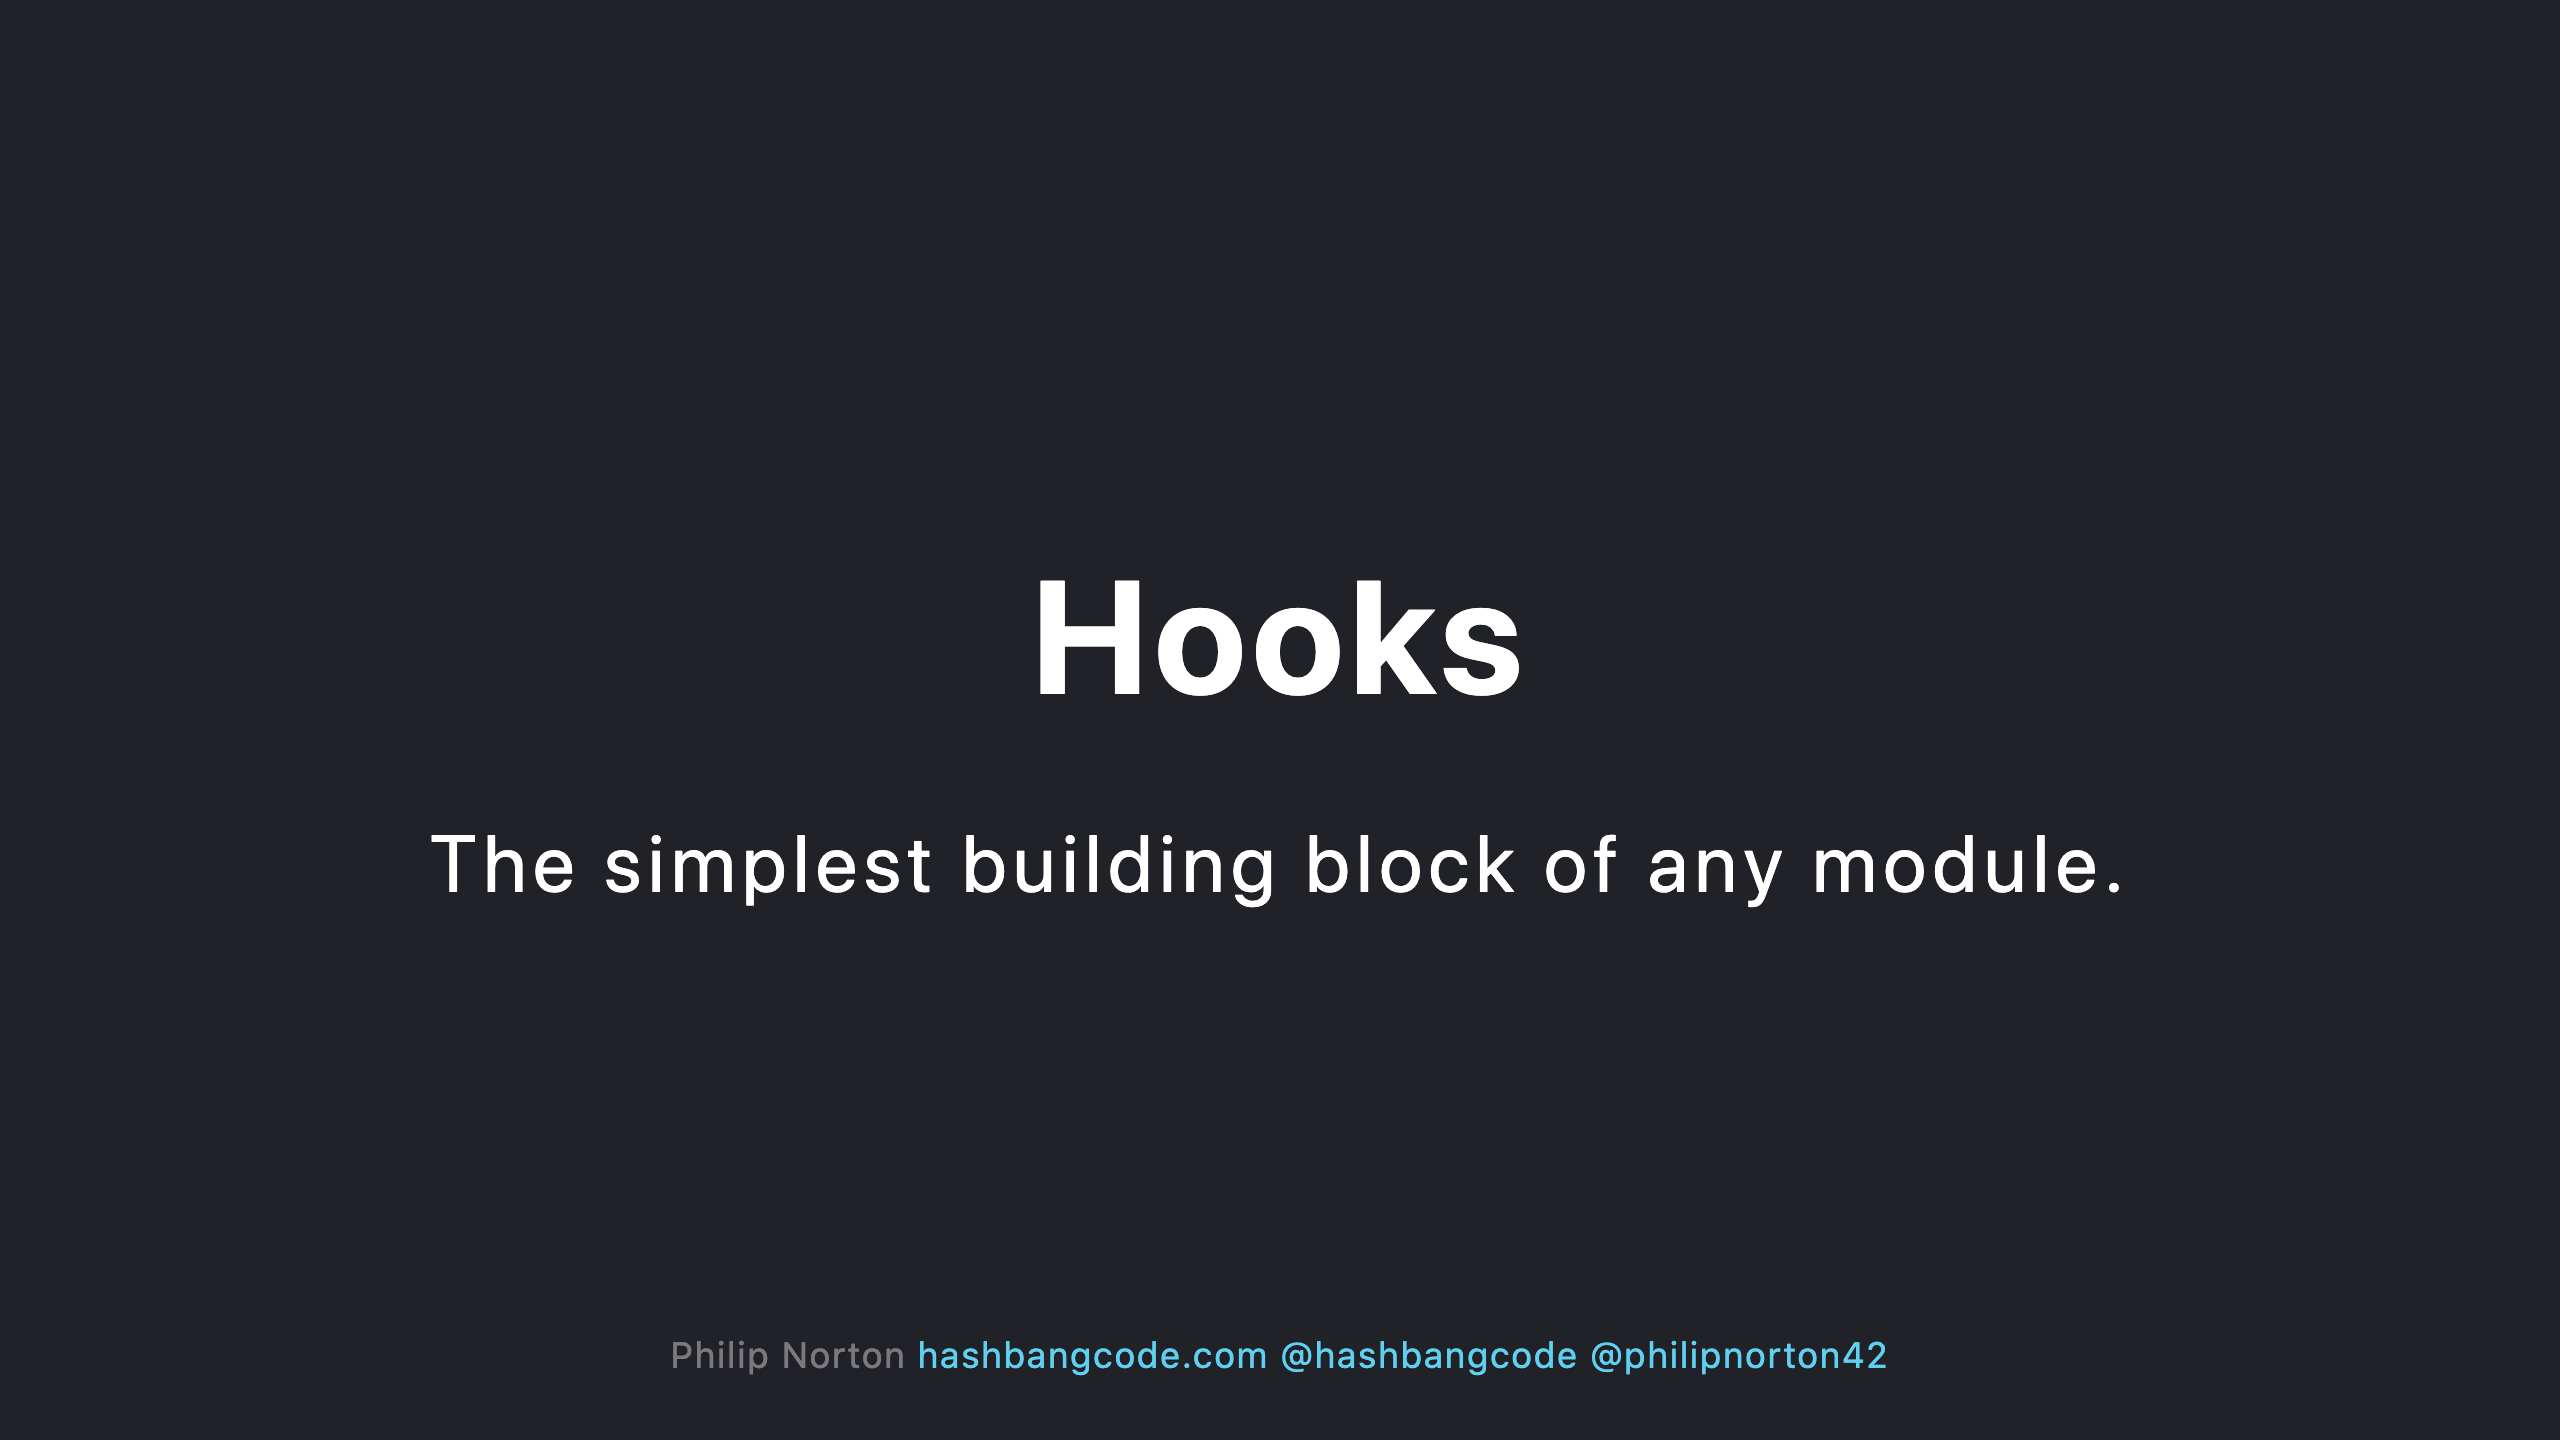 Hooks
The simplest building block of any module.
Philip Norton hashbangcode.com @hashbangcode @philipnorton42